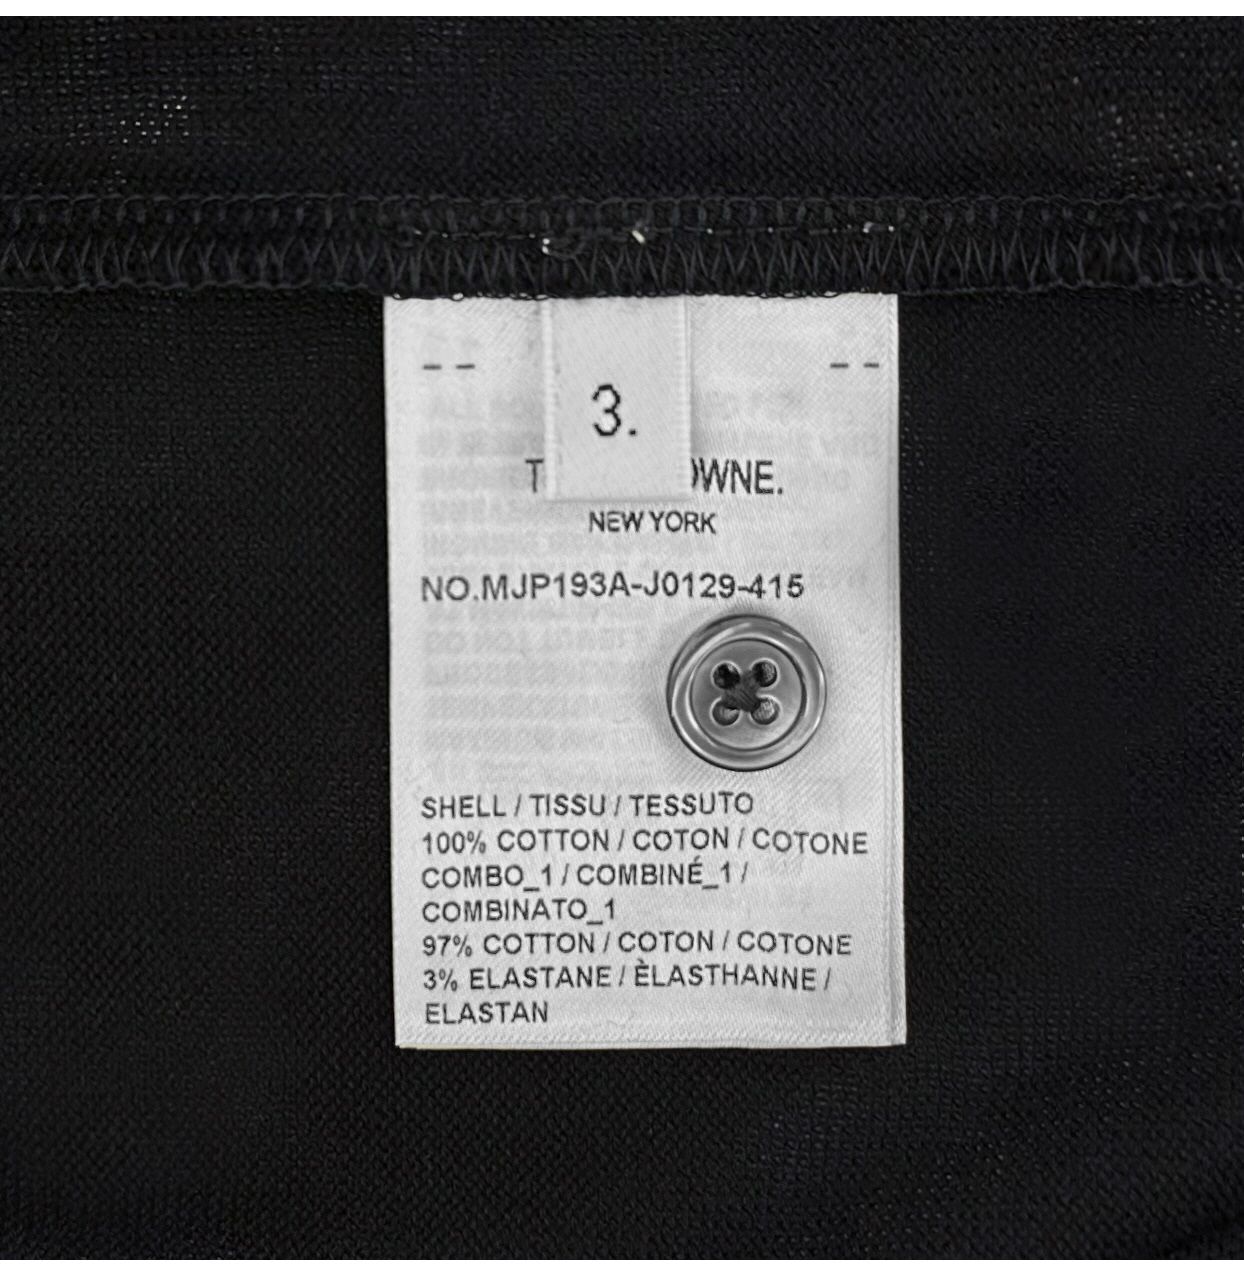 -- --
3.
T OWNE.
NEW YORK
NO.MJP193A-J0129-415
SHELL / TISSU / TESSUTO
100% COTTON / COTON / COTONE
COMBO_1 / COMBINÉ_1 /
COMBINATO_1
97% COTTON / COTON / COTONE
3% ELASTANE / ÈLASTHANNE /
ELASTAN